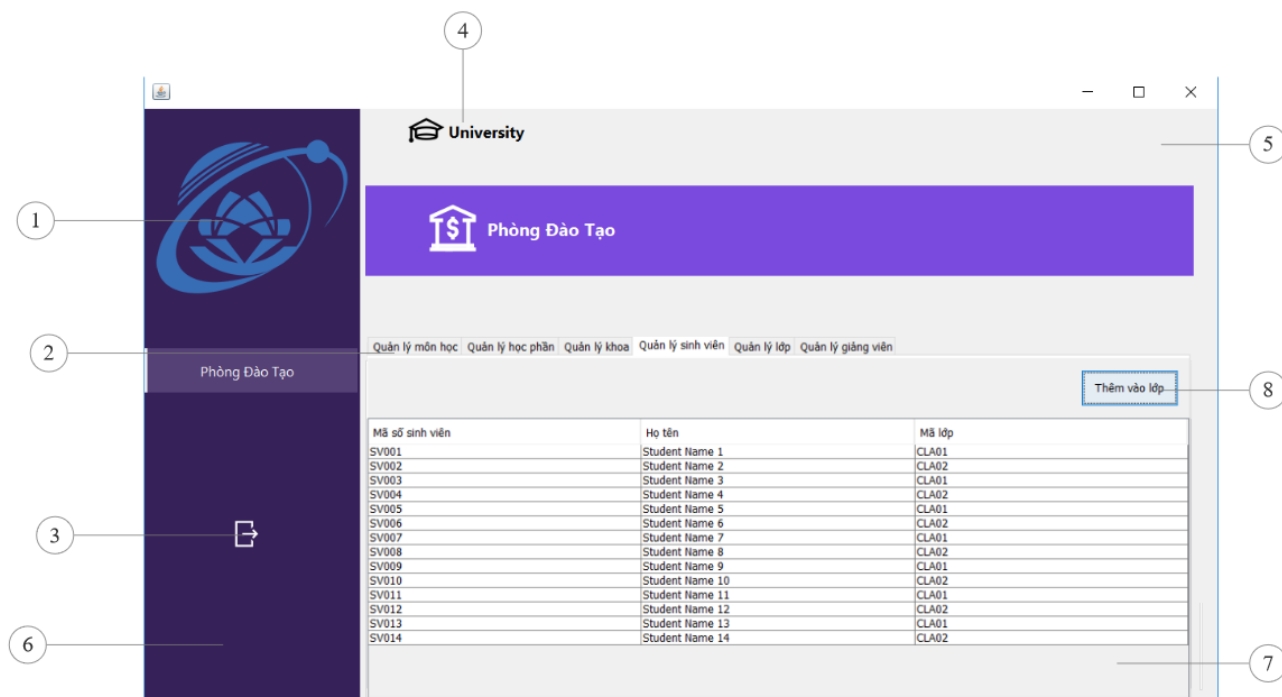 4
University
5
1
Phòng Đào Tạo
2
Quản lý môn học Quản lý học phần Quản lý khoa Quản lý sinh viên Quản lý lớp Quản lý giảng viên
Phòng Đào Tạo
Thêm vào lớp
8
Mã số sinh viên Họ tên Mã lớp
SV001 Student Name 1 CLA01
SV002 Student Name 2 CLA02
SV003 Student Name 3 CLA01
SV004 Student Name 4 CLA02
SV005 Student Name 5 CLA01
SV006 Student Name 6 CLA02
SV007 Student Name 7 CLA01
3
SV008 Student Name 8 CLA02
SV009 Student Name 9 CLA01
SV010 Student Name 10 CLA02
SV011 Student Name 11 CLA01
SV012 Student Name 12 CLA02
SV013 Student Name 13 CLA01
SV014 Student Name 14 CLA02
6
7